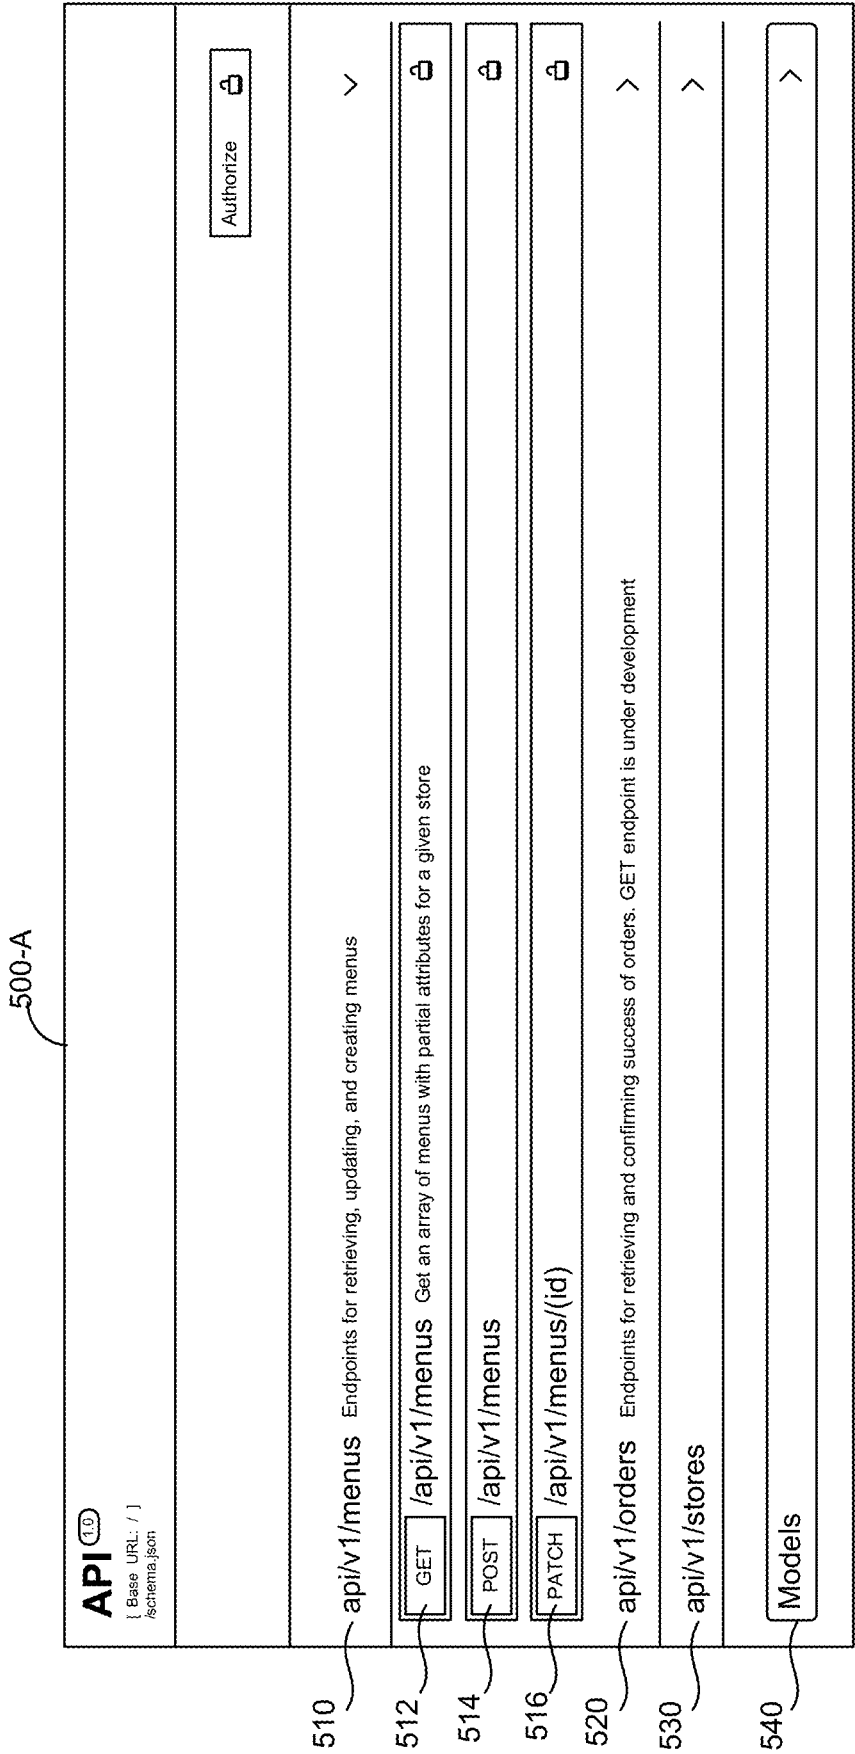 500-A
API 1.0
[ Base URL: / ]
/schema.json
Authorize
510 api/v1/menus Endpoints for retrieving, updating, and creating menus
512 GET /api/v1/menus Get an array of menus with partial attributes for a given store
514 POST /api/v1/menus
516 PATCH /api/v1/menus/(id)
520 api/v1/orders Endpoints for retrieving and confirming success of orders. GET endpoint is under development
530 api/v1/stores
540 Models